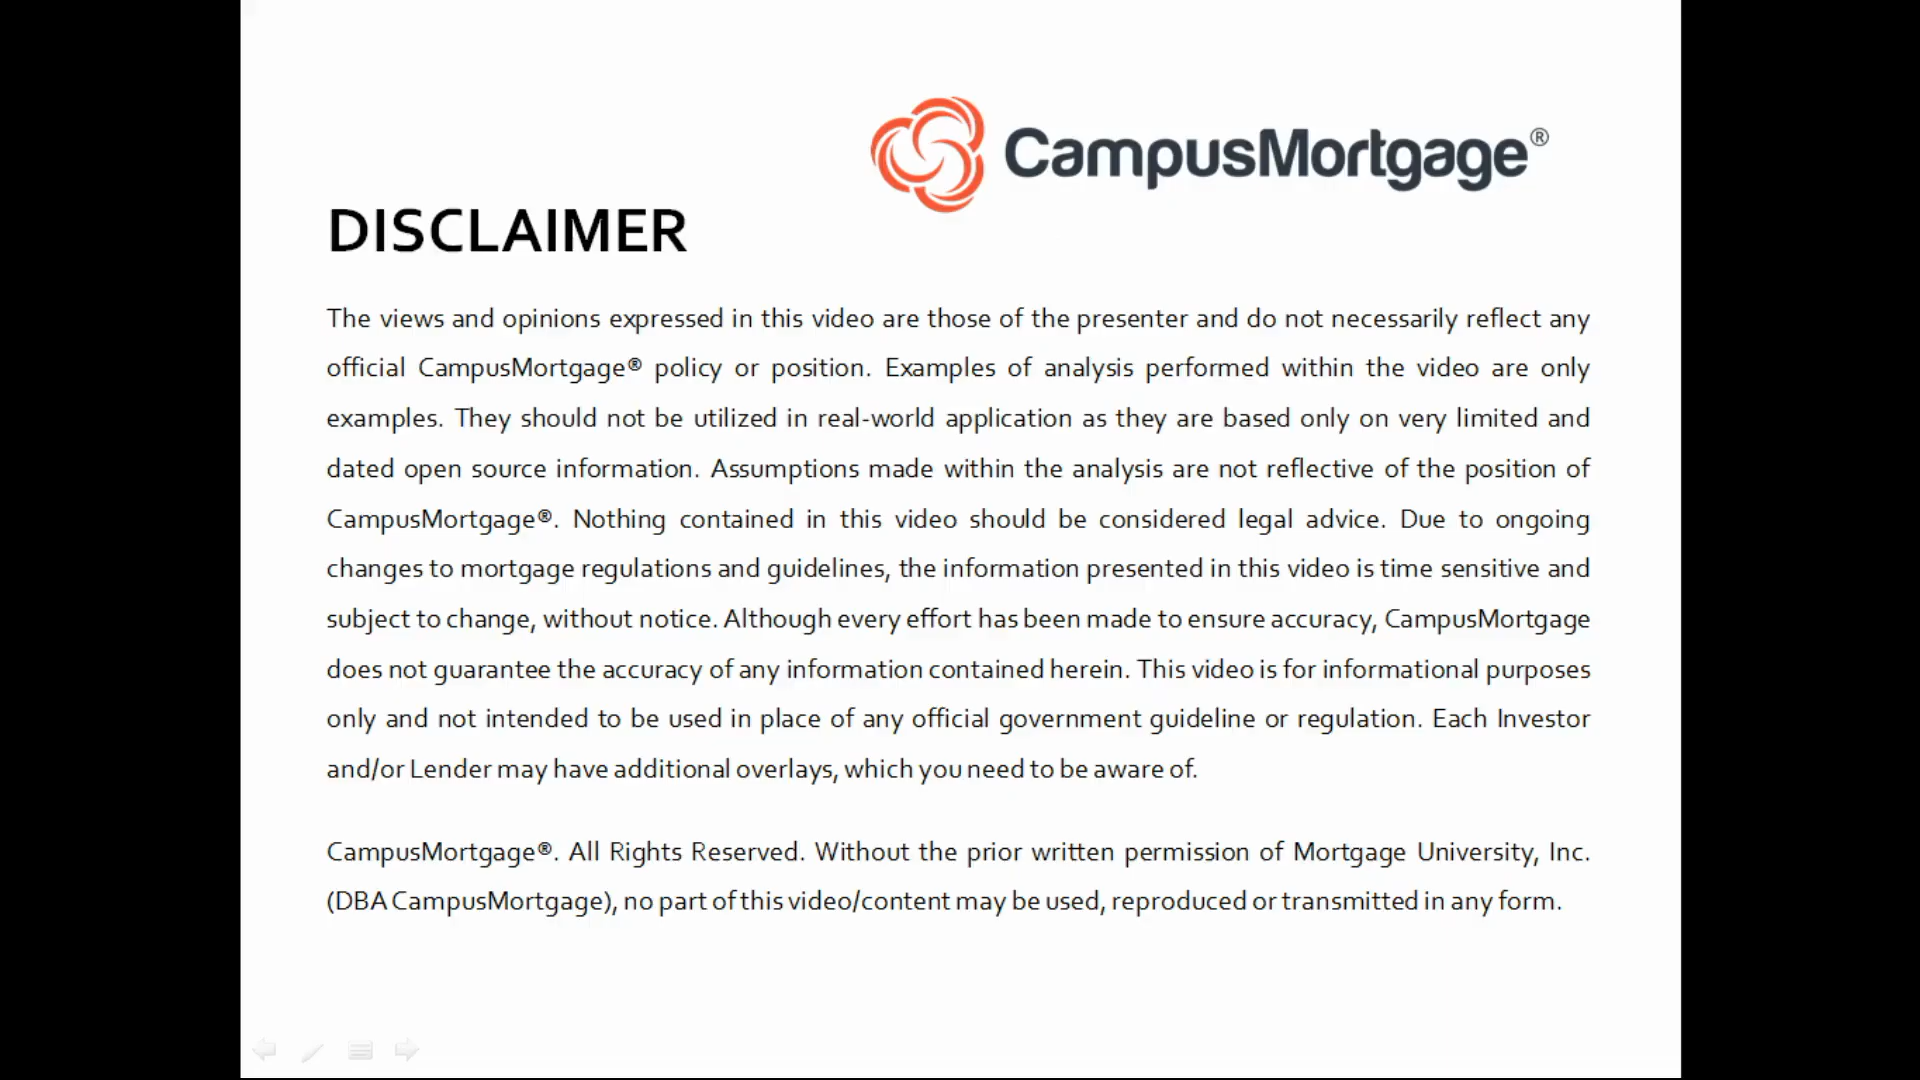 CampusMortgage®
DISCLAIMER
The views and opinions expressed in this video are those of the presenter and do not necessarily reflect any
official CampusMortgage® policy or position. Examples of analysis performed within the video are only
examples. They should not be utilized in real-world application as they are based only on very limited and
dated open source information. Assumptions made within the analysis are not reflective of the position of
CampusMortgage®. Nothing contained in this video should be considered legal advice. Due to ongoing
changes to mortgage regulations and guidelines, the information presented in this video is time sensitive and
subject to change, without notice. Although every effort has been made to ensure accuracy, CampusMortgage
does not guarantee the accuracy of any information contained herein. This video is for informational purposes
only and not intended to be used in place of any official government guideline or regulation. Each Investor
and/or Lender may have additional overlays, which you need to be aware of.
CampusMortgage®. All Rights Reserved. Without the prior written permission of Mortgage University, Inc.
(DBA CampusMortgage), no part of this video/content may be used, reproduced or transmitted in any form.